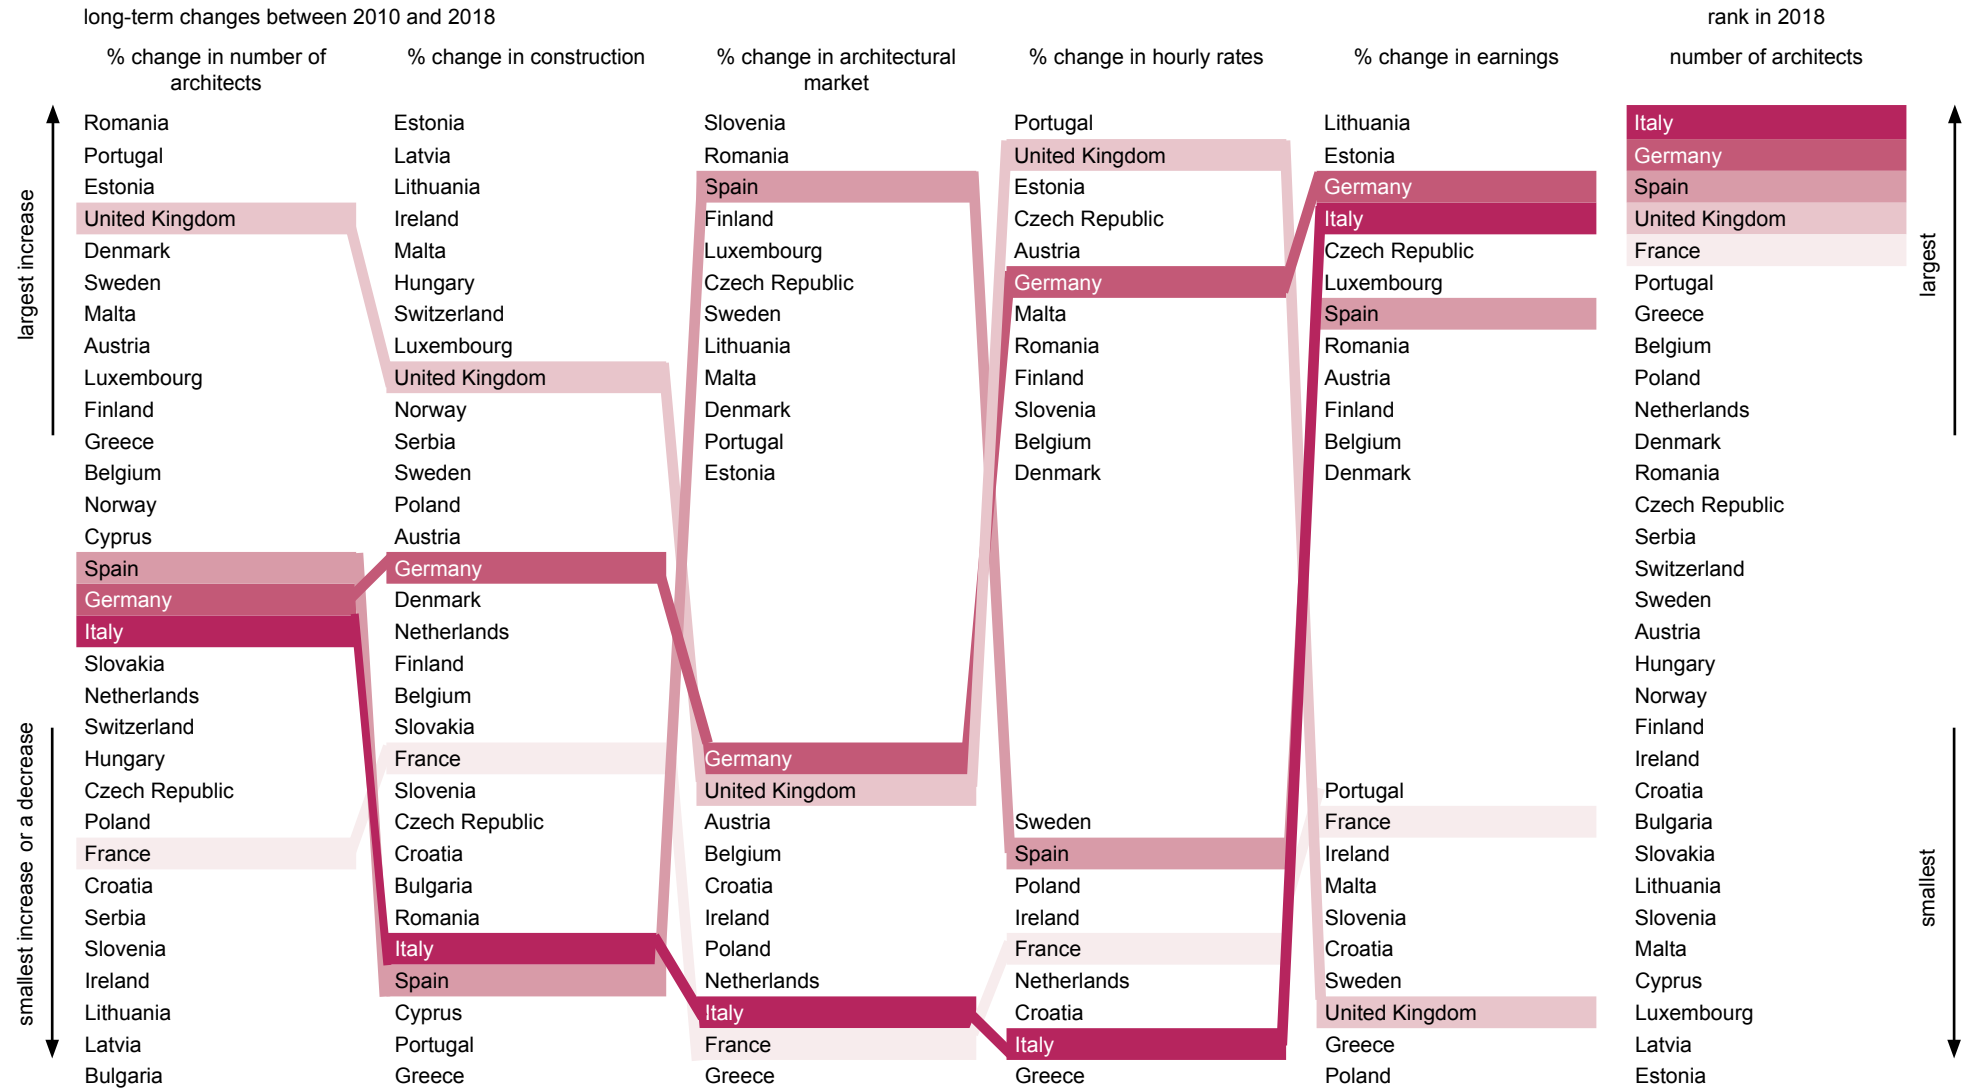 long-term changes between 2010 and 2018
rank in 2018
% change in number of
architects
% change in construction
% change in architectural
market
% change in hourly rates
% change in earnings
number of architects
largest increase
smallest increase or a decrease
Romania
Portugal
Estonia
United Kingdom
Denmark
Sweden
Malta
Austria
Luxembourg
Finland
Greece
Belgium
Norway
Cyprus
Spain
Germany
Italy
Slovakia
Netherlands
Switzerland
Hungary
Czech Republic
Poland
France
Croatia
Serbia
Slovenia
Ireland
Lithuania
Latvia
Bulgaria
Estonia
Latvia
Lithuania
Ireland
Malta
Hungary
Switzerland
Luxembourg
United Kingdom
Norway
Serbia
Sweden
Poland
Austria
Germany
Denmark
Netherlands
Finland
Belgium
Slovakia
France
Slovenia
Czech Republic
Croatia
Bulgaria
Romania
Italy
Spain
Cyprus
Portugal
Greece
Slovenia
Romania
Spain
Finland
Luxembourg
Czech Republic
Sweden
Lithuania
Malta
Denmark
Portugal
Estonia
Germany
United Kingdom
Austria
Belgium
Croatia
Ireland
Poland
Netherlands
Italy
France
Greece
Portugal
United Kingdom
Estonia
Czech Republic
Austria
Germany
Malta
Romania
Finland
Slovenia
Belgium
Denmark
Sweden
Spain
Poland
Ireland
France
Netherlands
Croatia
Italy
Greece
Lithuania
Estonia
Germany
Italy
Czech Republic
Luxembourg
Spain
Romania
Austria
Finland
Belgium
Denmark
Portugal
France
Ireland
Malta
Slovenia
Croatia
Sweden
United Kingdom
Greece
Poland
Italy
Germany
Spain
United Kingdom
France
Portugal
Greece
Belgium
Poland
Netherlands
Denmark
Romania
Czech Republic
Serbia
Switzerland
Sweden
Austria
Hungary
Norway
Finland
Ireland
Croatia
Bulgaria
Slovakia
Lithuania
Slovenia
Malta
Cyprus
Luxembourg
Latvia
Estonia
largest
smallest